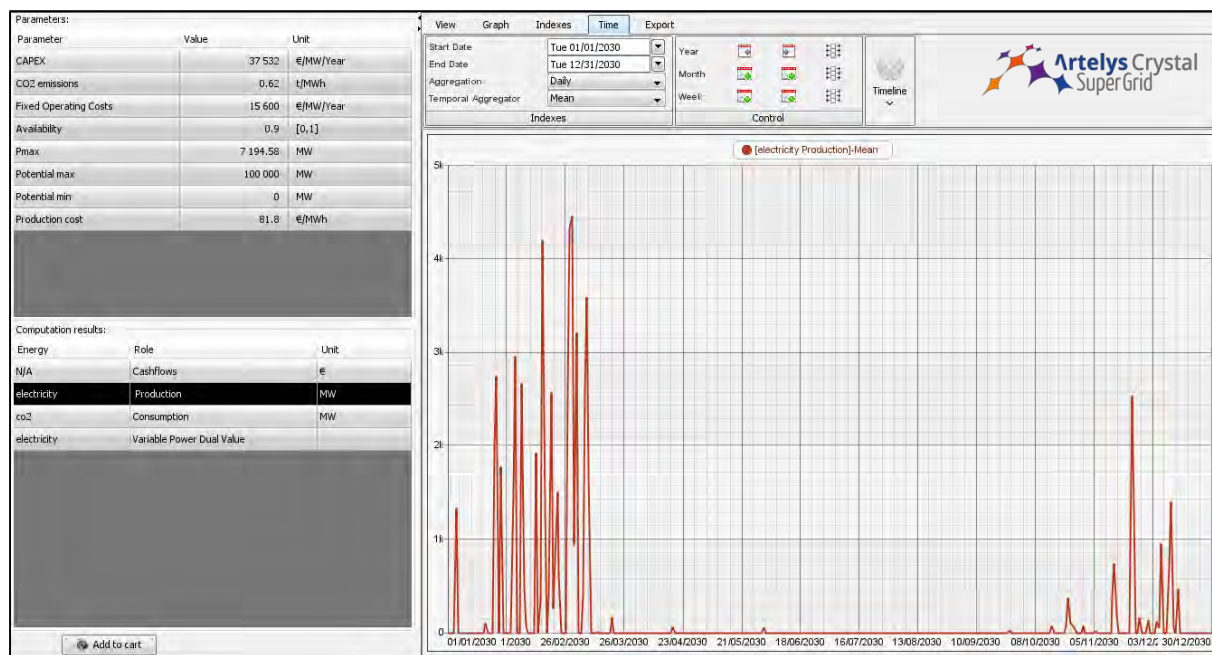 Parameters:
Parameter Value Unit
CAPEX 37 532 €/MW/Year
CO2 emissions 0.62 t/MWh
Fixed Operating Costs 15 600 €/MW/Year
Availability 0.9 [0,1]
Pmax 7 194.58 MW
Potential max 100 000 MW
Potential min 0 MW
Production cost 81.8 €/MWh
Computation results:
Energy Role Unit
N/A Cashflows €
electricity Production MW
co2 Consumption MW
electricity Variable Power Dual Value
Add to cart
View Graph Indexes Time Export
Start Date Tue 01/01/2030
End Date Tue 12/31/2030
Aggregation Daily
Temporal Aggregator Mean
Indexes
Year
Month
Week
Control
Timeline
Artelys Crystal
SuperGrid
[electricity Production]-Mean
5k
4k
3k
2k
1k
0
01/01/2030 1/2030 26/02/2030 26/03/2030 23/04/2030 21/05/2030 18/06/2030 16/07/2030 13/08/2030 10/09/2030 08/10/2030 05/11/2030 03/12/20 30/12/2030